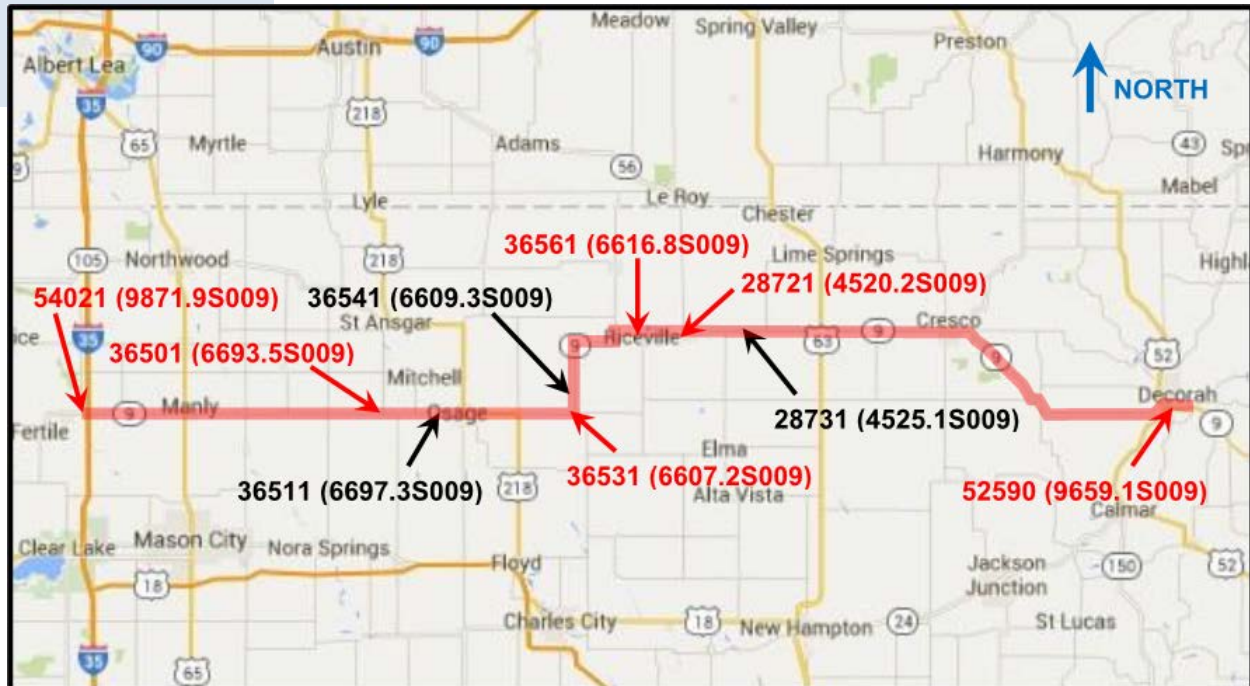 Meadow
Spring Valley
Preston
90
Austin
90
Albert Lea
NORTH
35
218
65
Myrtle
Adams
Harmony
43
Spr
9
56
Le Roy
Mabel
Lyle
Chester
36561 (6616.8S009)
Lime Springs
105
Northwood
218
28721 (4520.2S009)
Highl
54021 (9871.9S009)
36541 (6609.3S009)
St Ansgar
Cresco
ice
35
36501 (6693.5S009)
9
Riceville
63
9
9
52
Mitchell
Decorah
9
Manly
Osage
28731 (4525.1S009)
9
Fertile
Elma
36531 (6607.2S009)
36511 (6697.3S009)
218
Alta Vista
52590 (9659.1S009)
Calmar
Clear Lake
Mason City
Nora Springs
Floyd
Jackson
Junction
150
52
18
Charles City
18
New Hampton
24
St Lucas
35
65